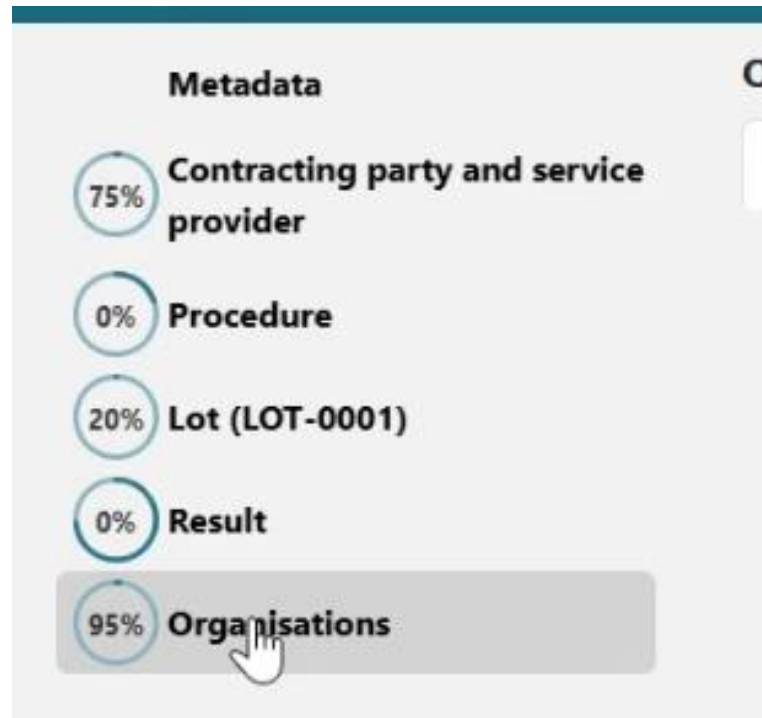 Metadata
75%
Contracting party and service
provider
0% Procedure
20% Lot (LOT-0001)
0% Result
95% Organisations